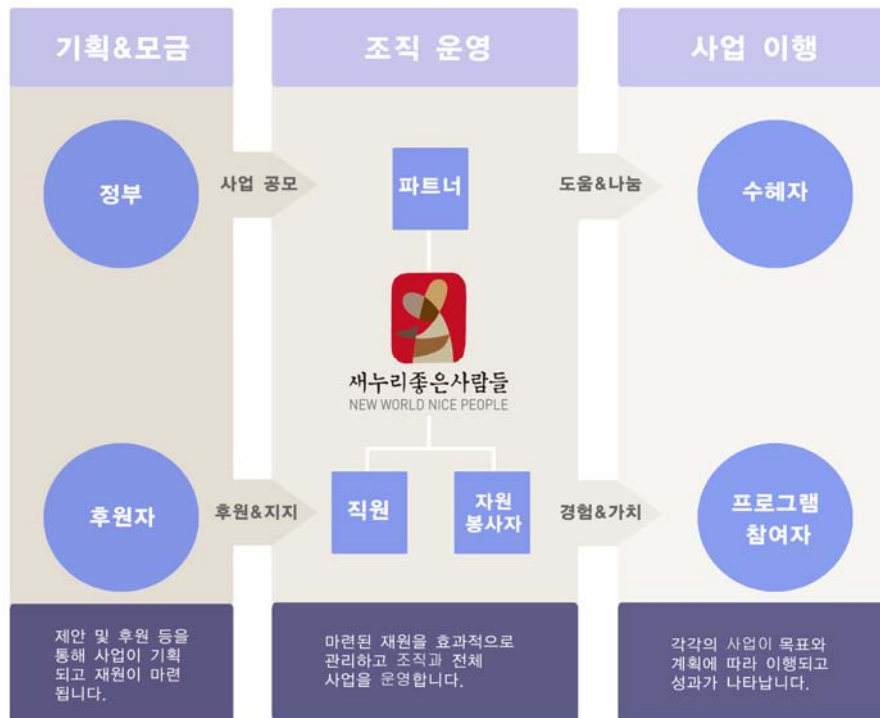 기획&모금
조직 운영
사업 이행
정부
사업 공모
파트너
도움&나눔
수혜자
재누리좋은사람들
NEW WORLD NICE PEOPLE
후원자
후원&지지
직원
자원
봉사자
경험&가치
프로그램
참여자
제안 및 후원 등을
통해 사업이 기획
되고 재원이 마련
됩니다.
마련된 재원을 효과적으로
관리하고 조직과 전체
사업을 운영합니다.
각각의 사업이 목표와
계획에 따라 이행되고
성과가 나타납니다.